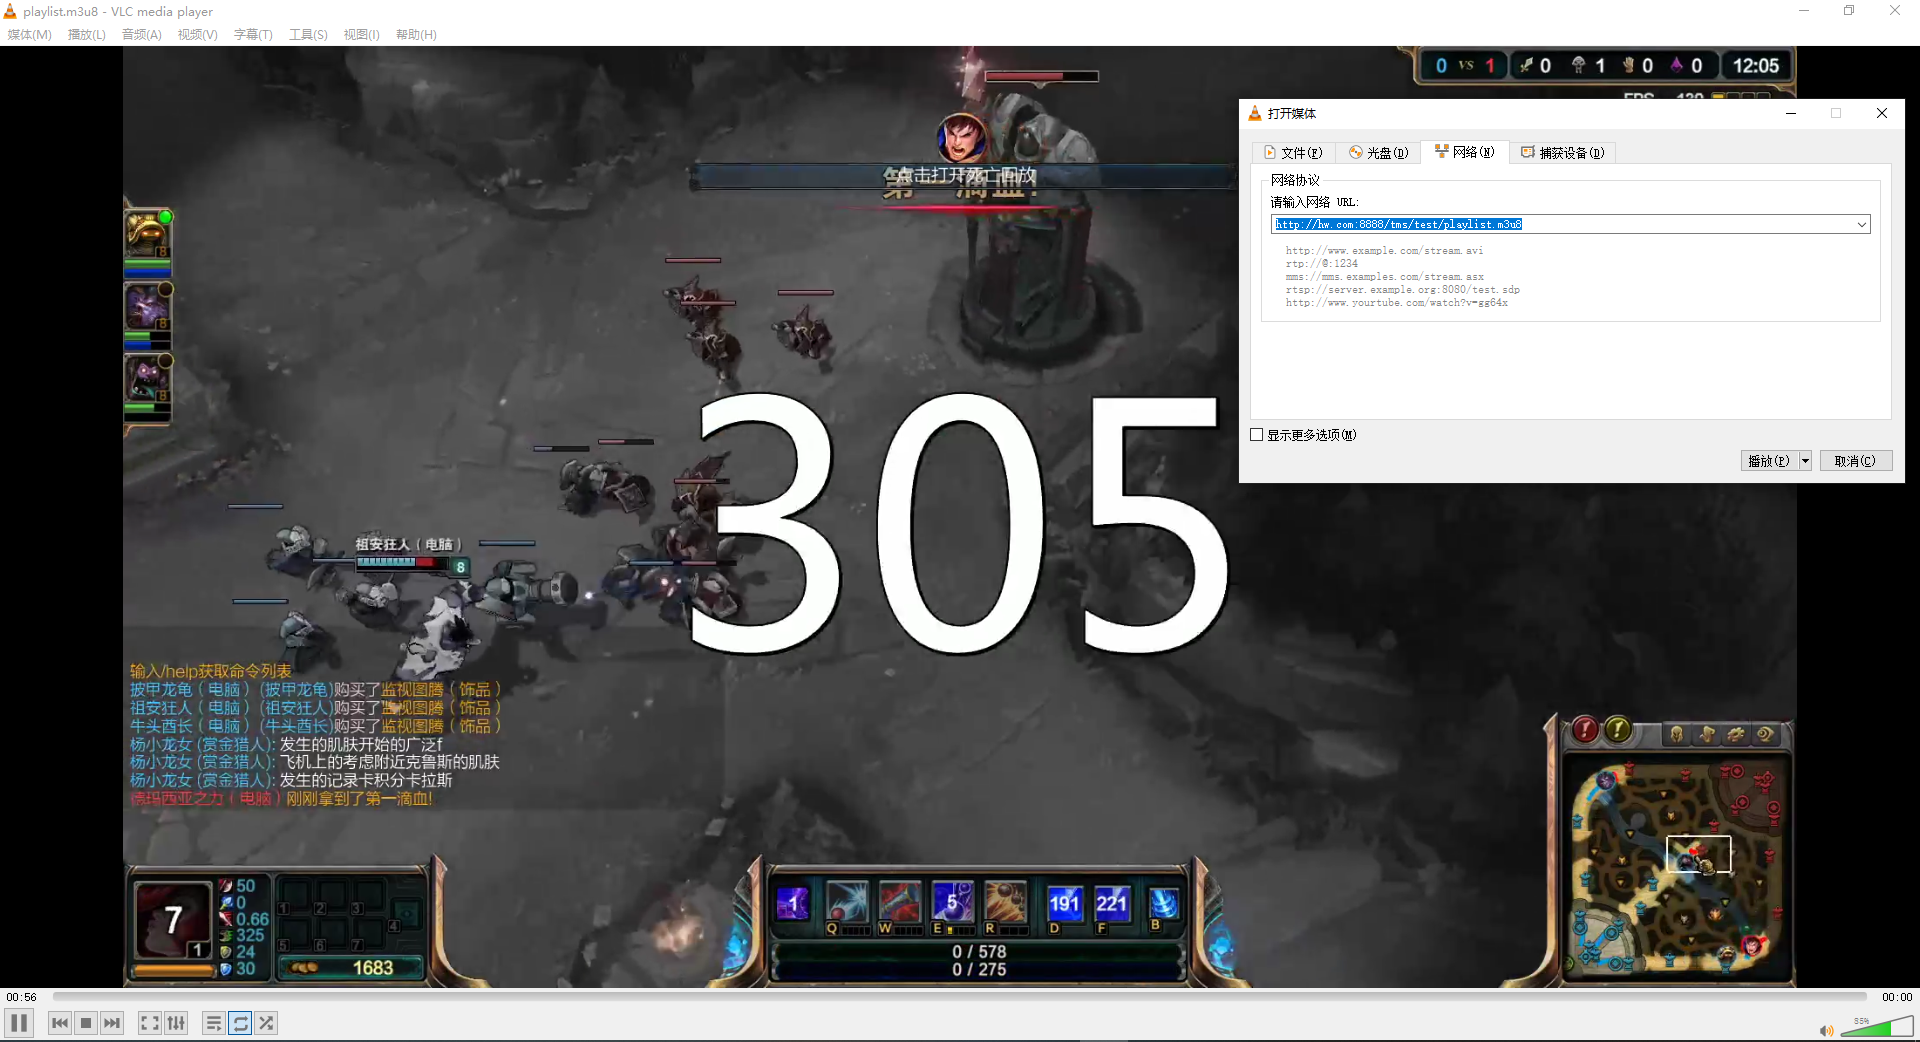 playlist.m3u8 - VLC media player
媒体(M) 播放(L) 音频(A) 视频(V) 字幕(T) 工具(S) 视图(I) 帮助(H)
0 VS 1 0 1 0 0 12:05
打开媒体
文件(F) 光盘(D) 网络(N) 捕获设备(D)
网络协议
请输入网络 URL:
http://hw.com:8888/tms/test/playlist.m3u8
http://www.example.com/stream.avi
rtp://@:1234
mms://mms.examples.com/stream.asx
rtsp://server.example.org:8080/test.sdp
http://www.yourtube.com/watch?v=gg64x
显示更多选项(M)
播放(P) 取消(C)
点击打开死亡回放
第一滴血!
8
8
8
305
祖安狂人（电脑）
8
输入/help获取命令列表
披甲龙龟（电脑） (披甲龙龟)购买了监视图腾（饰品）
祖安狂人（电脑） (祖安狂人)购买了监视图腾（饰品）
牛头酋长（电脑） (牛头酋长)购买了监视图腾（饰品）
杨小龙女 (赏金猎人): 发生的肌肤开始的广泛f
杨小龙女 (赏金猎人): 飞机上的考虑附近克鲁斯的肌肤
杨小龙女 (赏金猎人): 发生的记录卡积分卡拉斯
德玛西亚之力（电脑）刚刚拿到了第一滴血!
7 1
50
0
0.66
325
24
30
1 2 3 4
5 6 7
1683
1 5 191 221
Q W E R D F B
0 / 578
0 / 275
00:56 00:00
95%